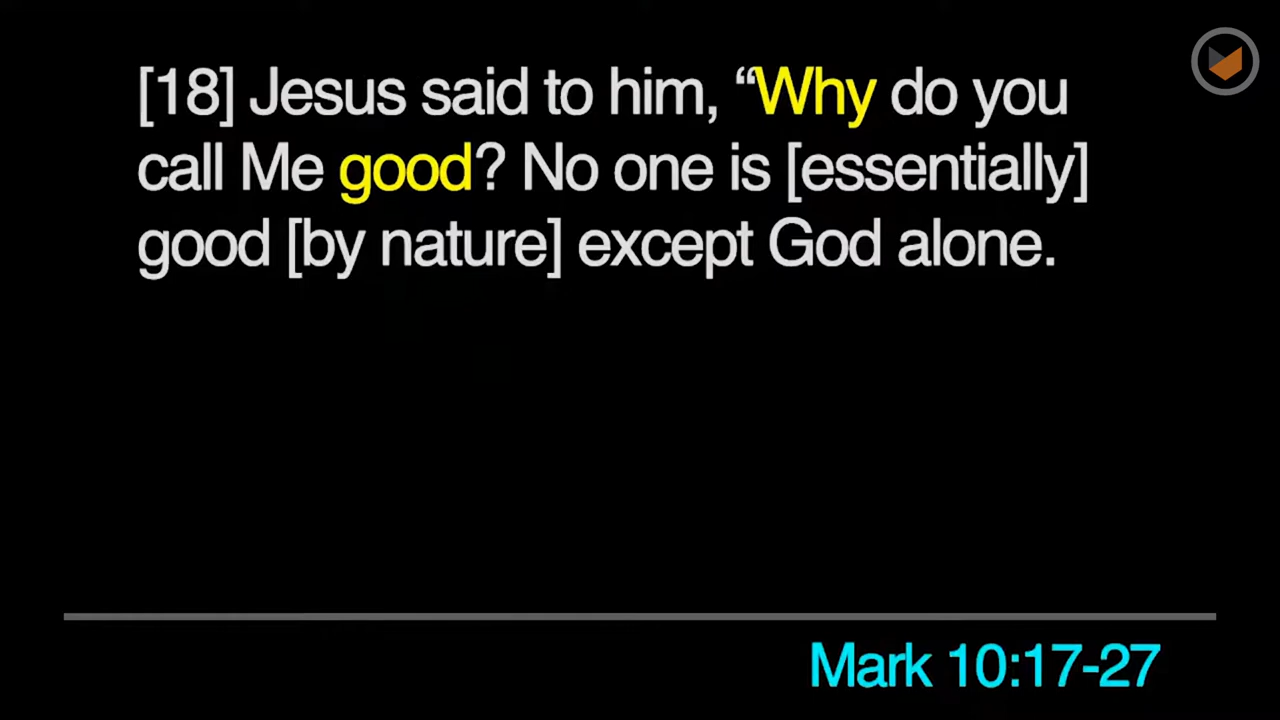 [18] Jesus said to him, “Why do you
call Me good? No one is [essentially]
good [by nature] except God alone.
Mark 10:17-27